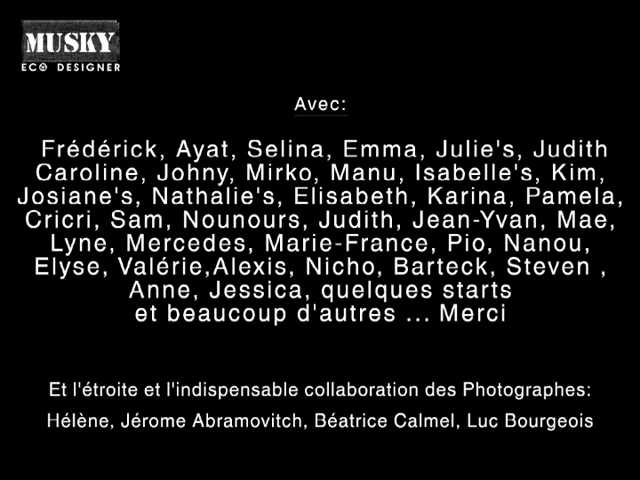 MUSKY
ECO DESIGNER
Avec:
Frédérick, Ayat, Selina, Emma, Julie's, Judith
Caroline, Johny, Mirko, Manu, Isabelle's, Kim,
Josiane's, Nathalie's, Elisabeth, Karina, Pamela,
Cricri, Sam, Nounours, Judith, Jean-Yvan, Mae,
Lyne, Mercedes, Marie-France, Pio, Nanou,
Elyse, Valérie,Alexis, Nicho, Barteck, Steven ,
Anne, Jessica, quelques starts
et beaucoup d'autres ... Merci
Et l'étroite et l'indispensable collaboration des Photographes:
Hélène, Jérome Abramovitch, Béatrice Calmel, Luc Bourgeois